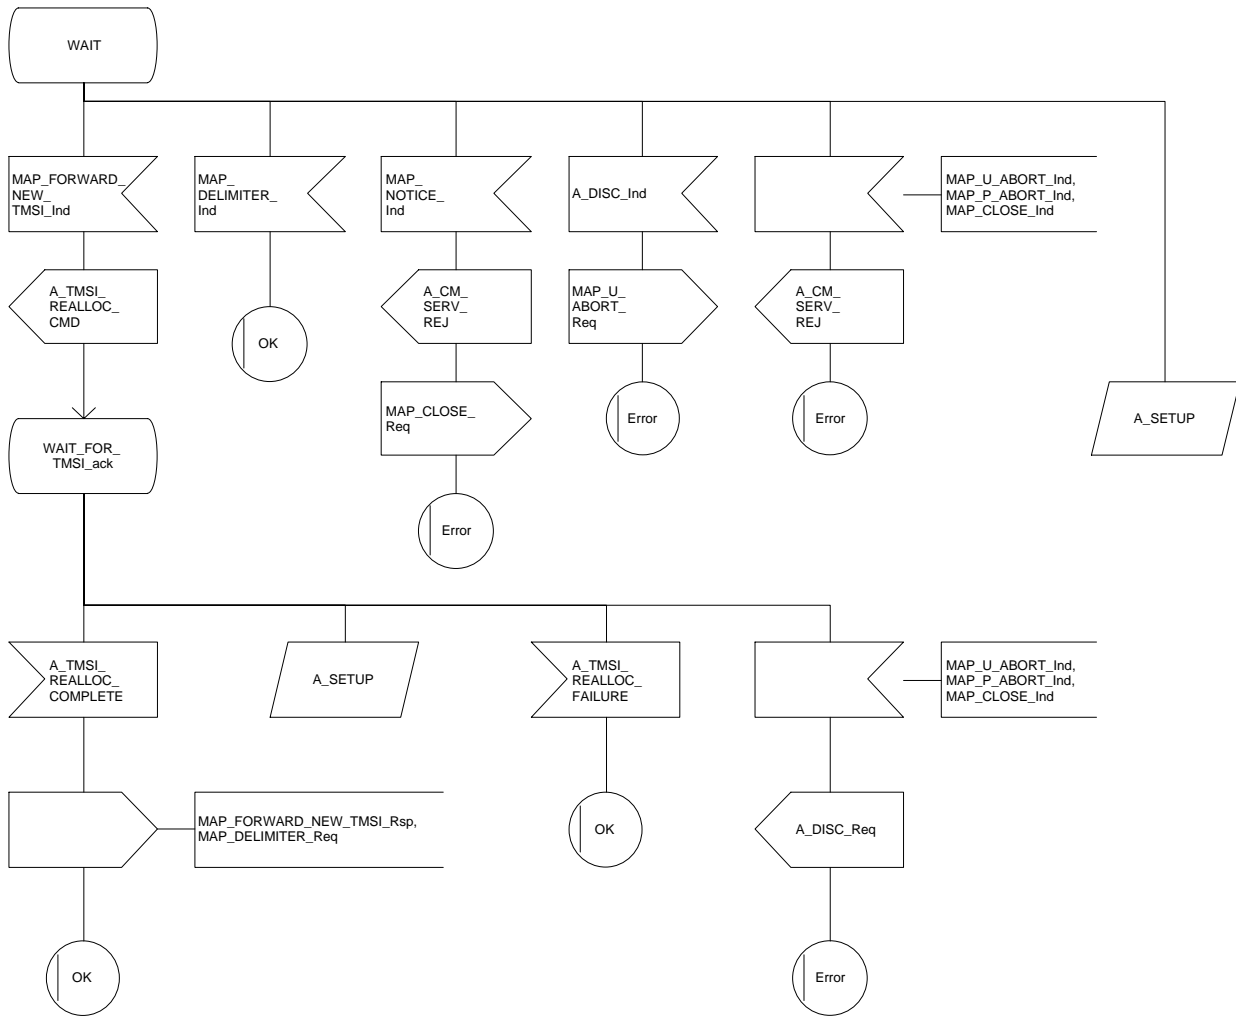 WAIT
MAP_FORWARD_
NEW_
TMSI_Ind
MAP_
DELIMITER_
Ind
MAP_
NOTICE_
Ind
A_DISC_Ind
MAP_U_ABORT_Ind,
MAP_P_ABORT_Ind,
MAP_CLOSE_Ind
A_TMSI_
REALLOC_
CMD
OK
A_CM_
SERV_
REJ
MAP_U_
ABORT_
Req
A_CM_
SERV_
REJ
MAP_CLOSE_
Req
Error
Error
A_SETUP
WAIT_FOR_
TMSI_ack
Error
A_TMSI_
REALLOC_
COMPLETE
A_SETUP
A_TMSI_
REALLOC_
FAILURE
MAP_U_ABORT_Ind,
MAP_P_ABORT_Ind,
MAP_CLOSE_Ind
MAP_FORWARD_NEW_TMSI_Rsp,
MAP_DELIMITER_Req
OK
A_DISC_Req
OK
Error